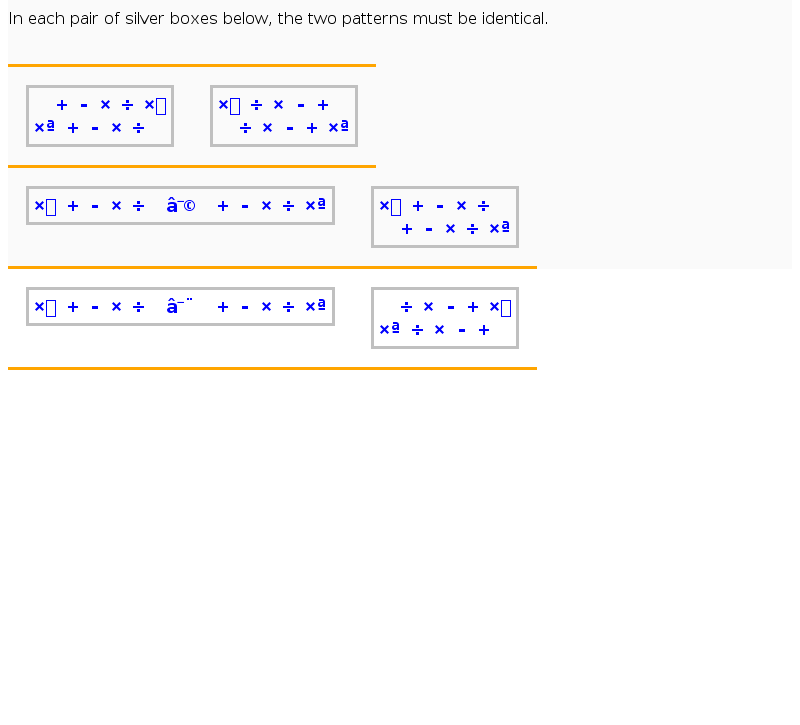 In each pair of silver boxes below, the two patterns must be identical.
+ - × ÷ ×
×ª + - × ÷
× ÷ × - +
÷ × - + ×ª
× + - × ÷ â¯© + - × ÷ ×ª
× + - × ÷
+ - × ÷ ×ª
× + - × ÷ â¯¨ + - × ÷ ×ª
÷ × - + ×
×ª ÷ × - +